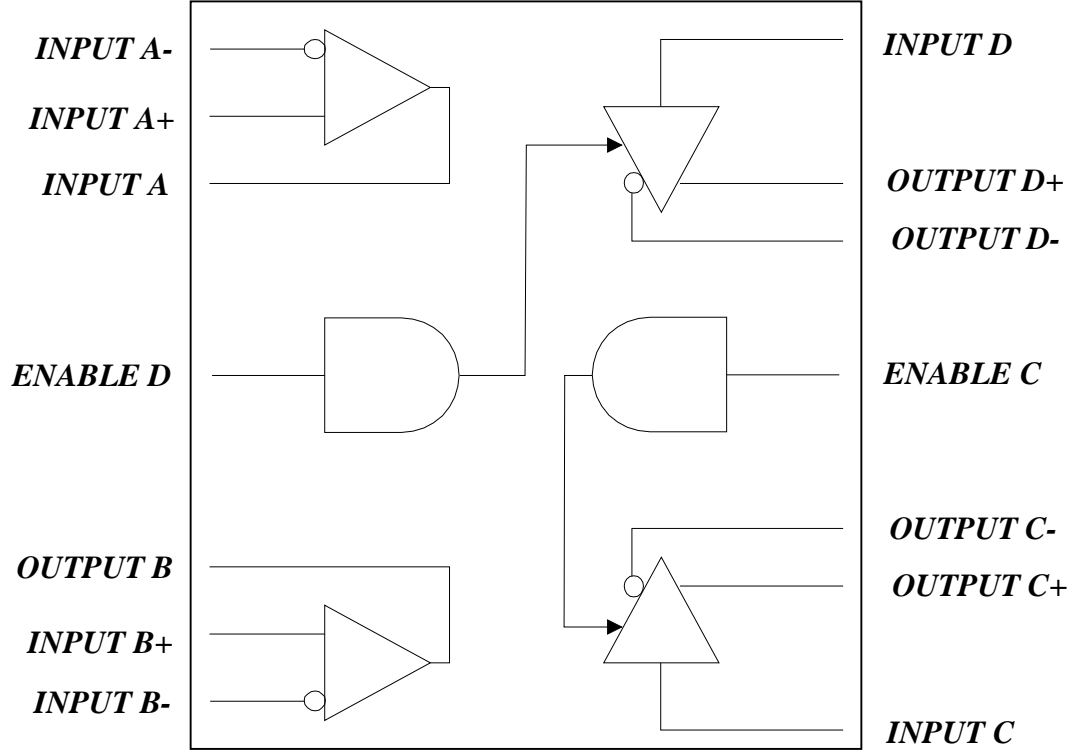 INPUT A-
INPUT A+
INPUT A
ENABLE D
OUTPUT B
INPUT B+
INPUT B-
INPUT D
OUTPUT D+
OUTPUT D-
ENABLE C
OUTPUT C-
OUTPUT C+
INPUT C